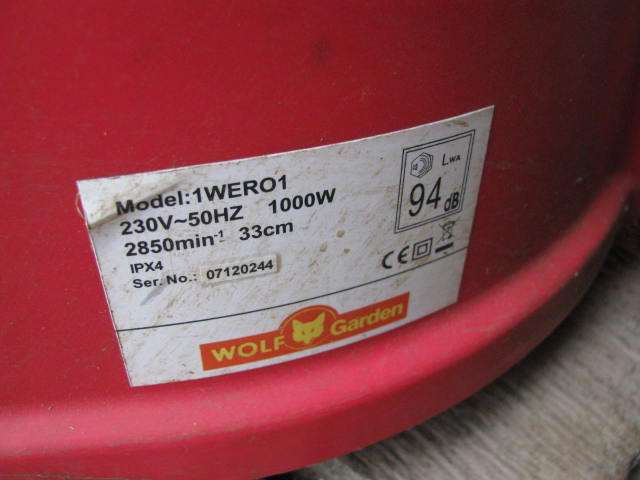 Model:1WERO1
230V~50HZ 1000W
2850min-¹ 33cm
IPX4
Ser. No.: 07120244
LWA
94 dB
CE
WOLF Garden